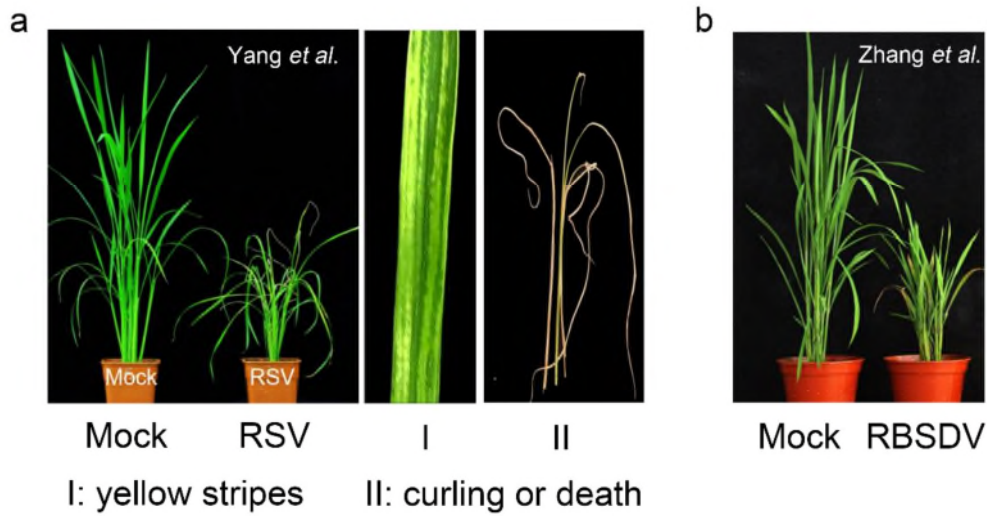 a
Yang et al.
Mock
RSV
Mock
RSV
I
II
I: yellow stripes
II: curling or death
b
Zhang et al.
Mock
RBSDV